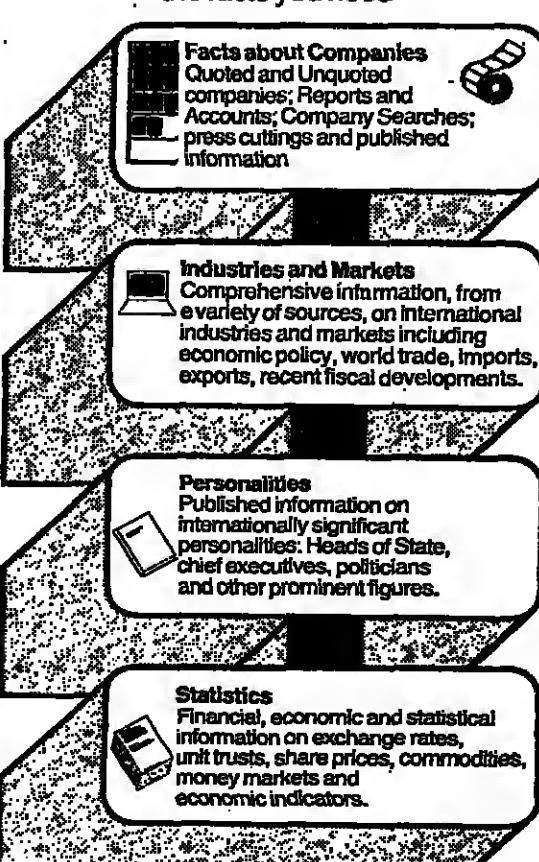 Facts about Companies
Quoted and Unquoted
companies; Reports and
Accounts; Company Searches;
press cuttings and published
information
Industries and Markets
Comprehensive information, from
a variety of sources, on international
industries and markets including
economic policy, world trade, imports,
exports, recent fiscal developments.
Personalities
Published information on
internationally significant
personalities: Heads of State,
chief executives, politicians
and other prominent figures.
Statistics
Financial, economic and statistical
information on exchange rates,
unit trusts, share prices, commodities,
money markets and
economic indicators.